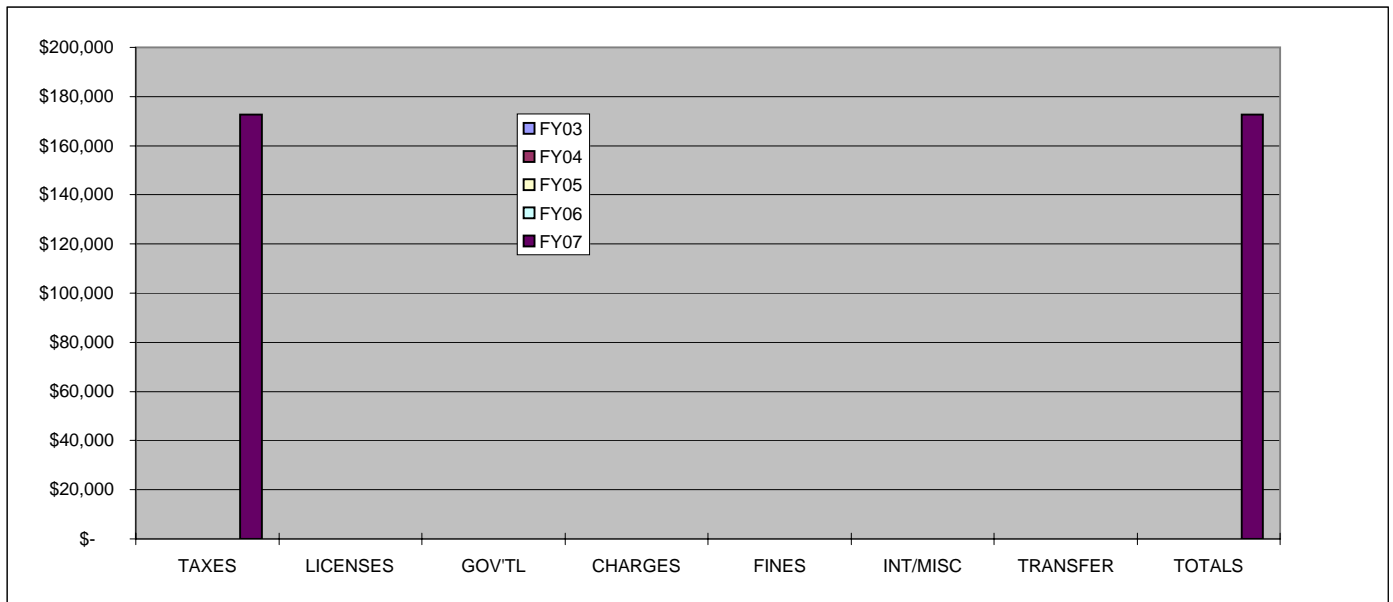 $200,000
$180,000
$160,000
$140,000
$120,000
$100,000
$80,000
$60,000
$40,000
$20,000
$-
FY03
FY04
FY05
FY06
FY07
TAXES LICENSES GOV'TL CHARGES FINES INT/MISC TRANSFER TOTALS